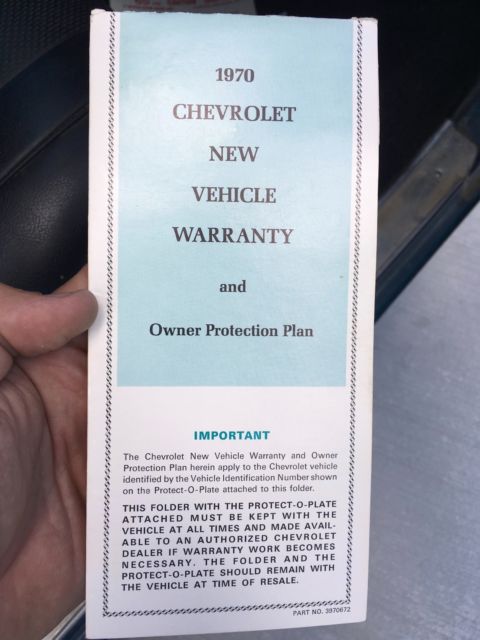 1970
CHEVROLET
NEW
VEHICLE
WARRANTY
and
Owner Protection Plan
IMPORTANT
The Chevrolet New Vehicle Warranty and Owner
Protection Plan herein apply to the Chevrolet vehicle
identified by the Vehicle Identification Number shown
on the Protect-O-Plate attached to this folder.
THIS FOLDER WITH THE PROTECT-O-PLATE
ATTACHED MUST BE KEPT WITH THE
VEHICLE AT ALL TIMES AND MADE AVAIL-
ABLE TO AN AUTHORIZED CHEVROLET
DEALER IF WARRANTY WORK BECOMES
NECESSARY. THE FOLDER AND THE
PROTECT-O-PLATE SHOULD REMAIN WITH
THE VEHICLE AT TIME OF RESALE.
PART NO. 3970672